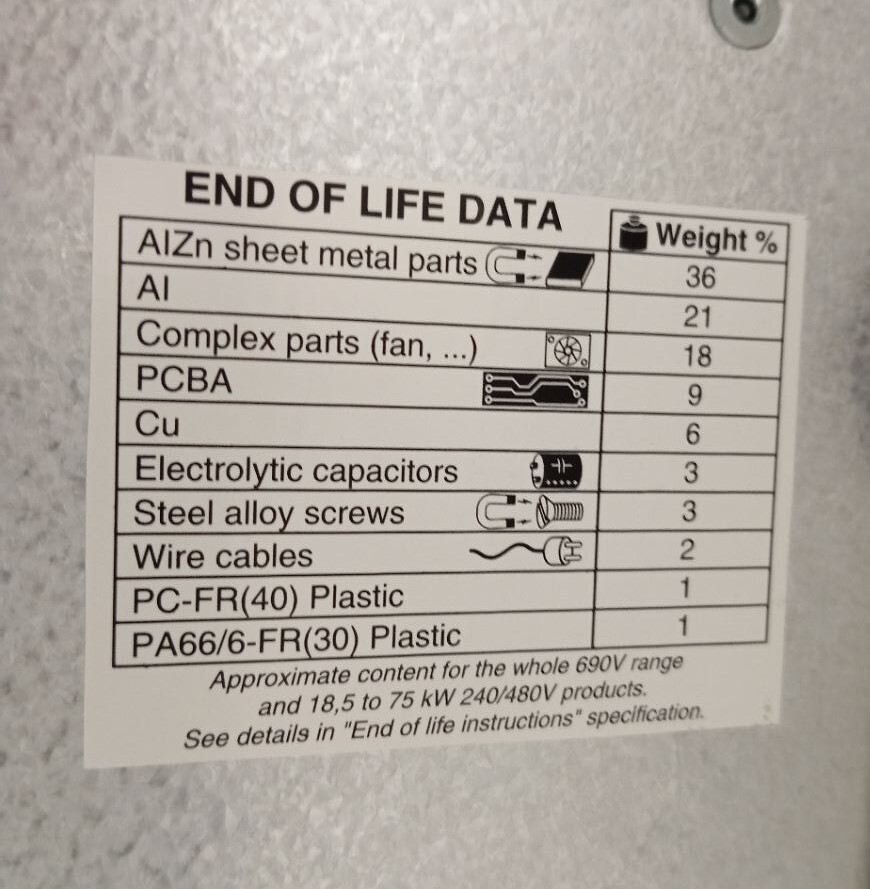 END OF LIFE DATA
Weight %
AlZn sheet metal parts 36
Al 21
Complex parts (fan, ...) 18
PCBA 9
Cu 6
Electrolytic capacitors 3
Steel alloy screws 3
Wire cables 2
PC-FR(40) Plastic 1
PA66/6-FR(30) Plastic 1
Approximate content for the whole 690V range
and 18,5 to 75 kW 240/480V products.
See details in "End of life instructions" specification.